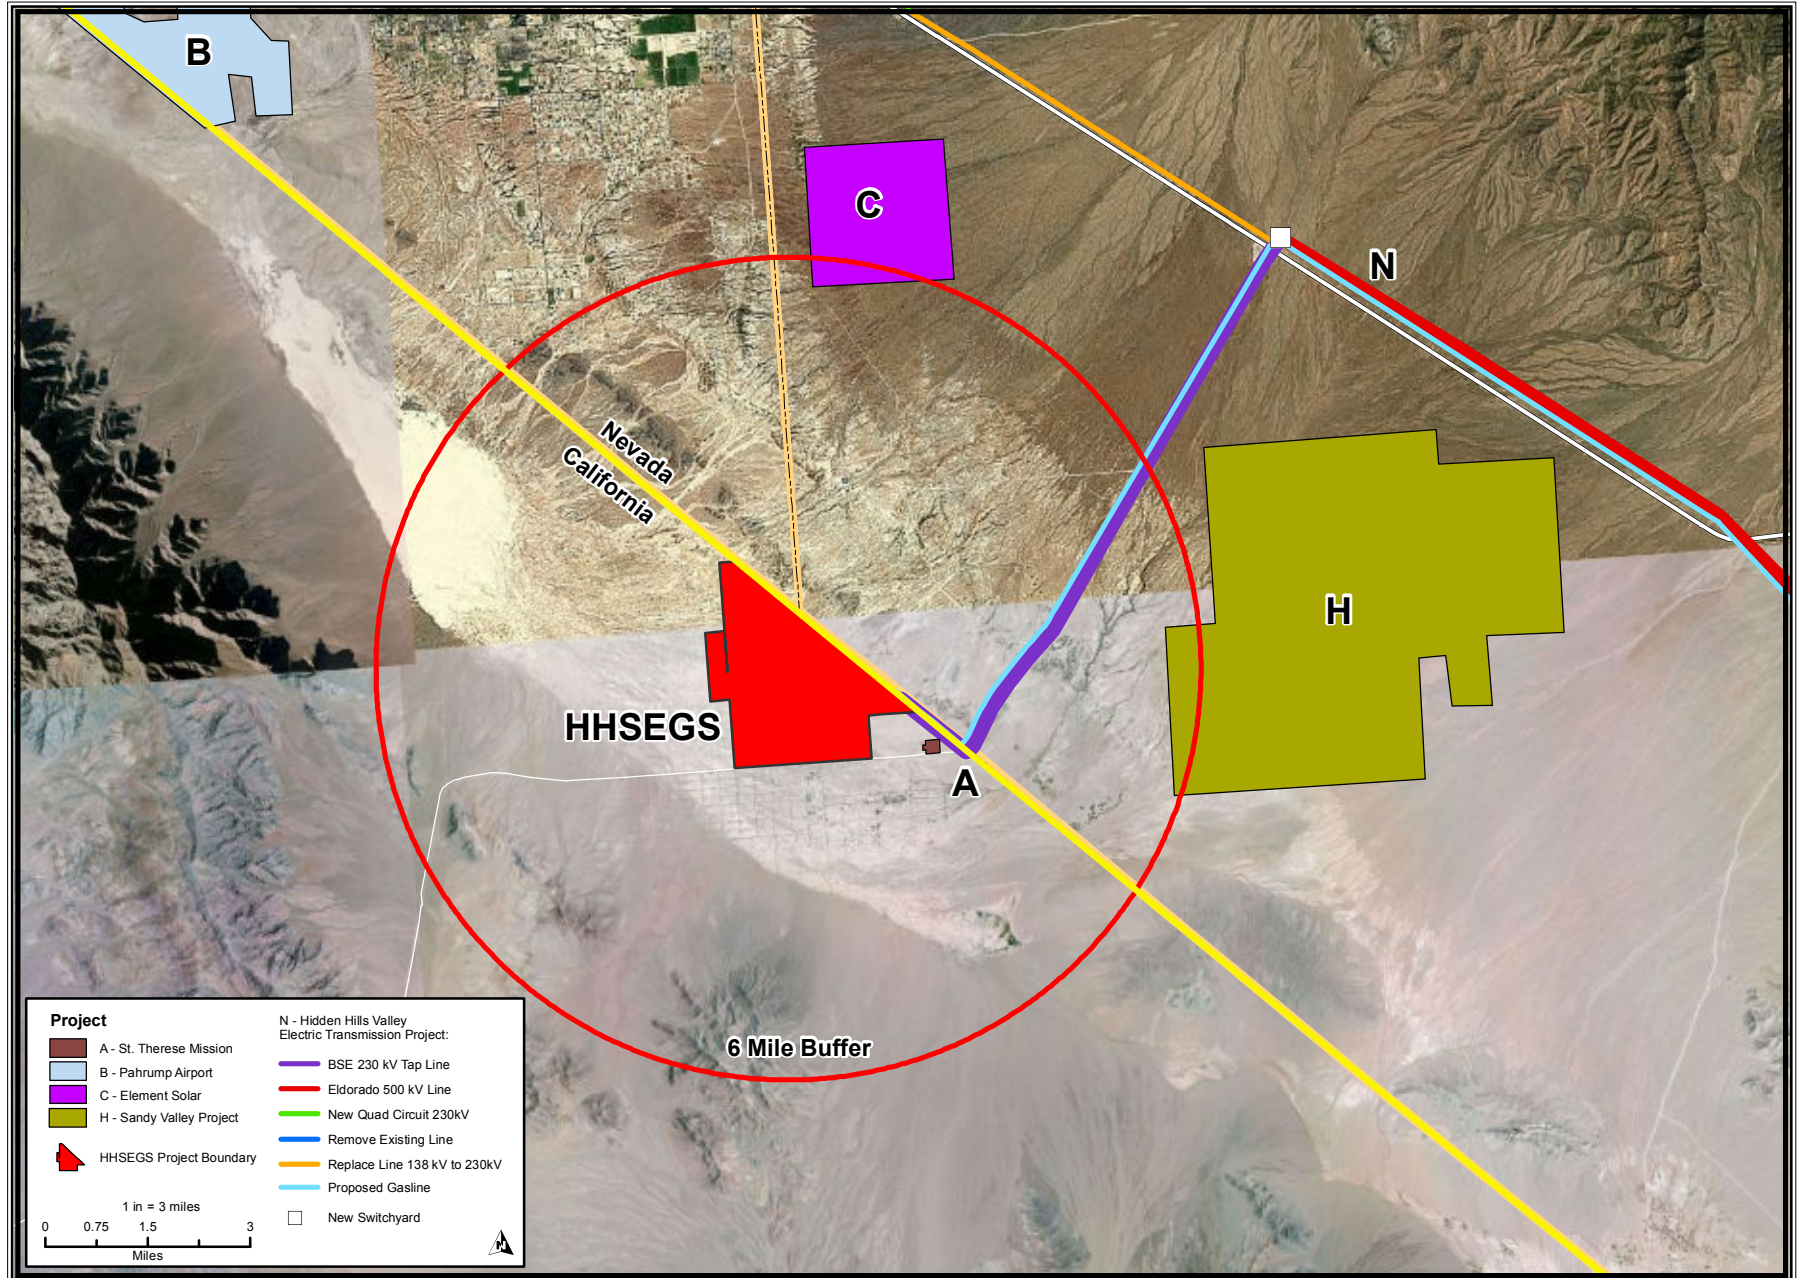 B
C
N
Nevada
California
H
HHSEGS
A
6 Mile Buffer
Project
A - St. Therese Mission
B - Pahrump Airport
C - Element Solar
H - Sandy Valley Project
HHSEGS Project Boundary
1 in = 3 miles
0 0.75 1.5 3
Miles
N - Hidden Hills Valley
Electric Transmission Project:
BSE 230 kV Tap Line
Eldorado 500 kV Line
New Quad Circuit 230kV
Remove Existing Line
Replace Line 138 kV to 230kV
Proposed Gasline
New Switchyard
N